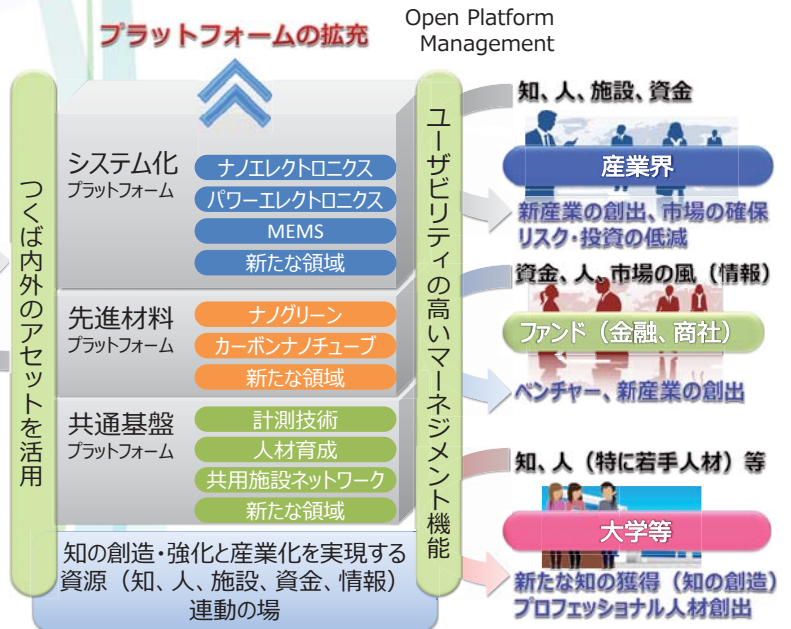 プラットフォームの拡充
Open Platform
Management
つくば内外のアセットを活用
システム化
プラットフォーム
ナノエレクトロニクス
パワーエレクトロニクス
MEMS
新たな領域
先進材料
プラットフォーム
ナノグリーン
カーボンナノチューブ
新たな領域
共通基盤
プラットフォーム
計測技術
人材育成
共用施設ネットワーク
新たな領域
知の創造・強化と産業化を実現する
資源（知、人、施設、資金、情報）
連動の場
ユーザビリティの高いマーネジメント機能
知、人、施設、資金
産業界
新産業の創出、市場の確保
リスク・投資の低減
資金、人、市場の風（情報）
ファンド（金融、商社）
ベンチャー、新産業の創出
知、人（特に若手人材）等
大学等
新たな知の獲得（知の創造）
プロフェッショナル人材創出